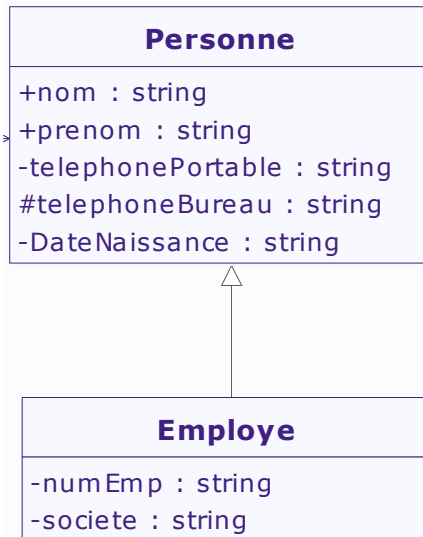 Personne
+nom : string
+prenom : string
-telephonePortable : string
#telephoneBureau : string
-DateNaissance : string
Employe
-numEmp : string
-societe : string